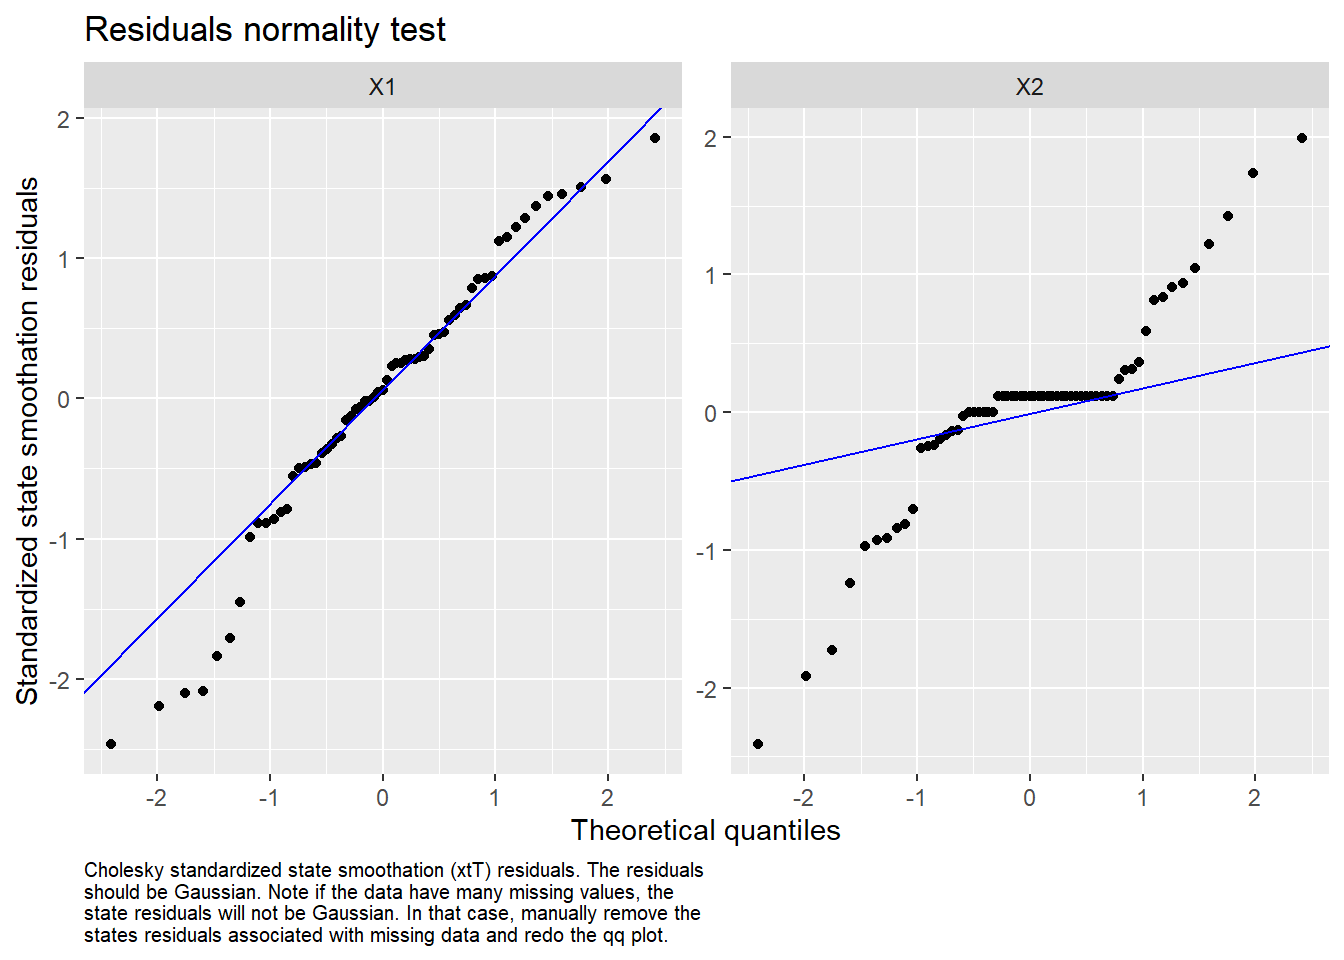 Residuals normality test
X1
X2
Standardized state smoothation residuals
2
1
0
-1
-2
2
1
0
-1
-2
-2
-1
0
1
2
-2
-1
0
1
2
Theoretical quantiles
Cholesky standardized state smoothation (xtT) residuals. The residuals
should be Gaussian. Note if the data have many missing values, the
state residuals will not be Gaussian. In that case, manually remove the
states residuals associated with missing data and redo the qq plot.